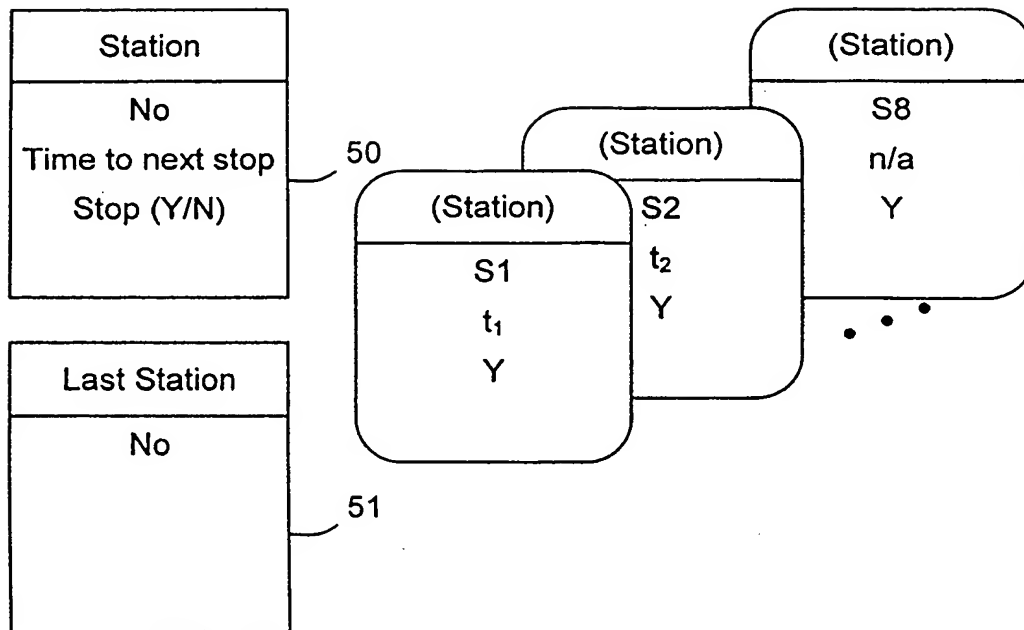 Station
No
Time to next stop
Stop (Y/N)
50
Last Station
No
51
(Station)
S1
t₁
Y
(Station)
S2
t₂
Y
(Station)
S8
n/a
Y